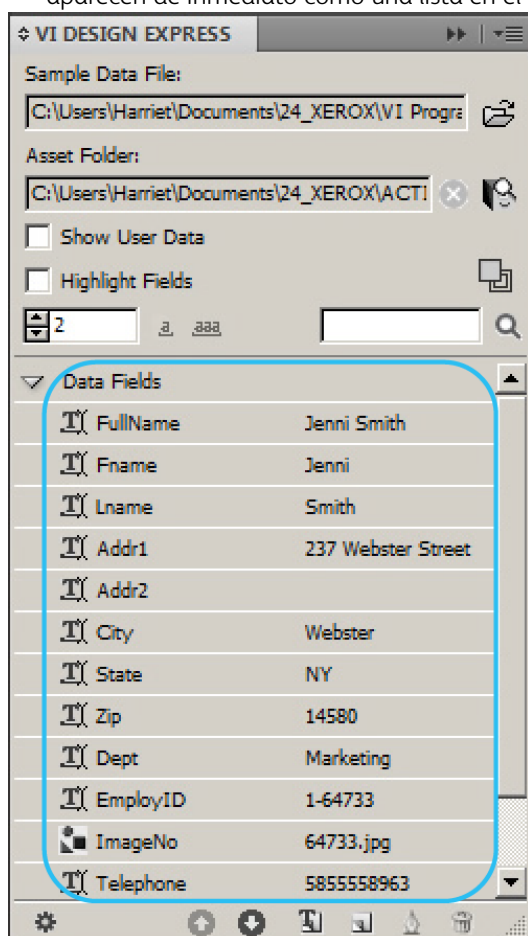 aparecen de inmediato como una lista en el
VI DESIGN EXPRESS
Sample Data File:
C:\Users\Harriet\Documents\24_XEROX\VI Progra
Asset Folder:
C:\Users\Harriet\Documents\24_XEROX\ACTI
Show User Data
Highlight Fields
2 a aaa
Data Fields
FullName Jenni Smith
Fname Jenni
Lname Smith
Addr1 237 Webster Street
Addr2
City Webster
State NY
Zip 14580
Dept Marketing
EmployID 1-64733
ImageNo 64733.jpg
Telephone 5855558963